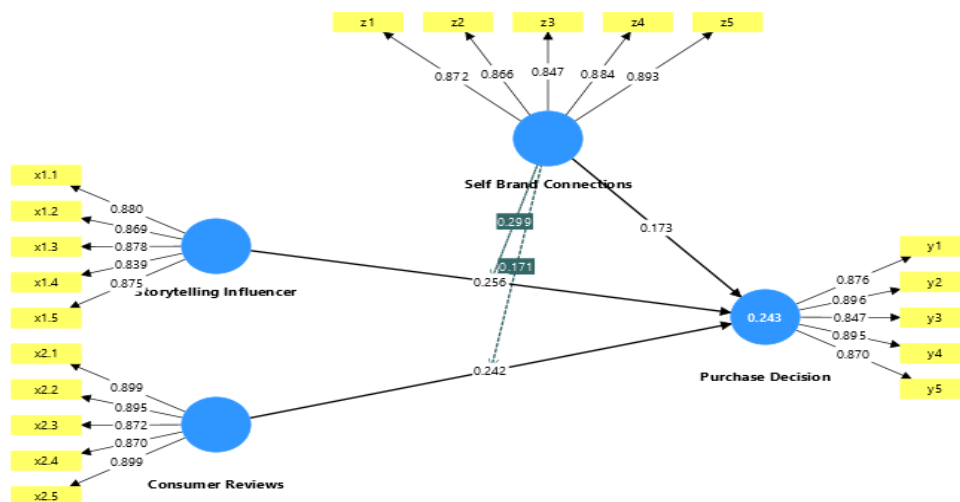 z1 z2 z3 z4 z5
0.872 0.866 0.847 0.884 0.893
Self Brand Connections
x1.1
x1.2
x1.3
x1.4
x1.5
0.880
0.869
0.878
0.839
0.875
Storytelling Influencer
0.299
0.171
0.173
0.256
0.242
0.243
Purchase Decision
y1
y2
y3
y4
y5
0.876
0.896
0.847
0.895
0.870
x2.1
x2.2
x2.3
x2.4
x2.5
0.899
0.895
0.872
0.870
0.899
Consumer Reviews